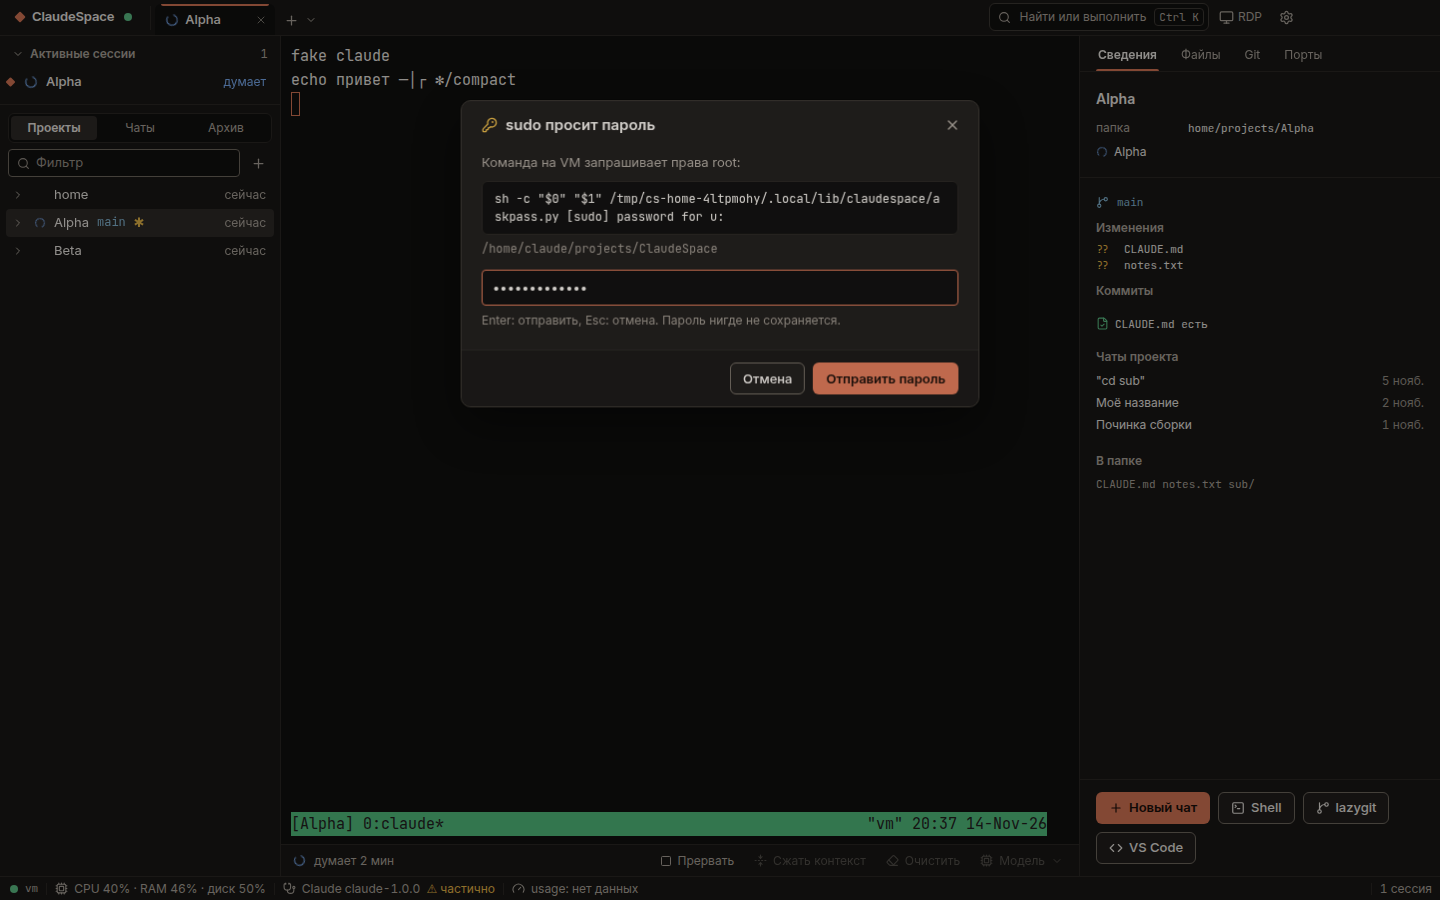 ClaudeSpace
Alpha
Найти или выполнить Ctrl K
RDP
Активные сессии 1
Alpha думает
Проекты Чаты Архив
Фильтр
home сейчас
Alpha main сейчас
Beta сейчас
fake claude
echo привет —|┌ ✻/compact
sudo просит пароль
Команда на VM запрашивает права root:
sh -c "$0" "$1" /tmp/cs-home-4ltpmohy/.local/lib/claudespace/a
skpass.py [sudo] password for u:
/home/claude/projects/ClaudeSpace
•••••••••••••
Enter: отправить, Esc: отмена. Пароль нигде не сохраняется.
Отмена Отправить пароль
[Alpha] 0:claude* "vm" 20:37 14-Nov-26
думает 2 мин Прервать Сжать контекст Очистить Модель
Сведения Файлы Git Порты
Alpha
папка home/projects/Alpha
Alpha
main
Изменения
?? CLAUDE.md
?? notes.txt
Коммиты
CLAUDE.md есть
Чаты проекта
"cd sub" 5 нояб.
Моё название 2 нояб.
Починка сборки 1 нояб.
В папке
CLAUDE.md notes.txt sub/
Новый чат Shell lazygit
VS Code
vm CPU 40% · RAM 46% · диск 50% Claude claude-1.0.0 ⚠ частично usage: нет данных 1 сессия